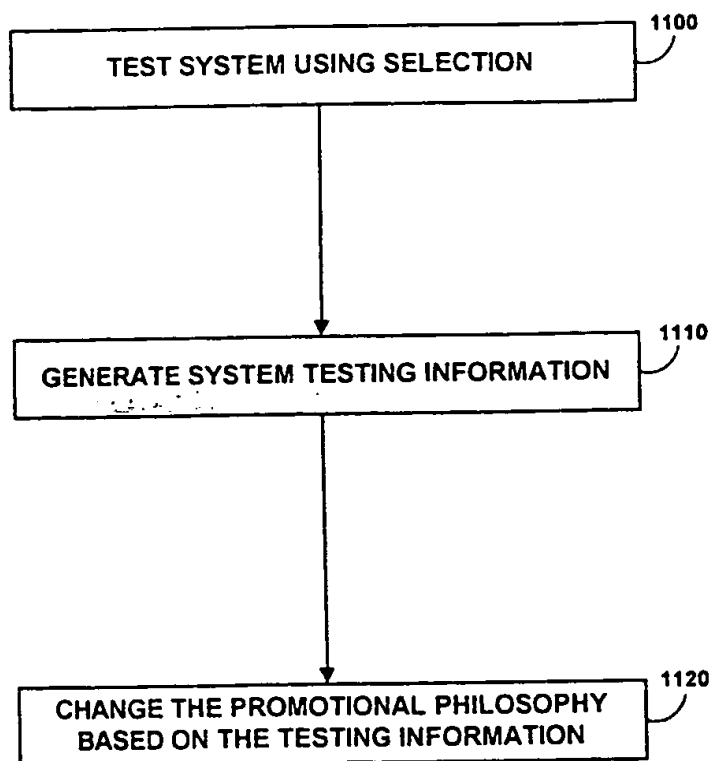 1100
TEST SYSTEM USING SELECTION
1110
GENERATE SYSTEM TESTING INFORMATION
1120
CHANGE THE PROMOTIONAL PHILOSOPHY
BASED ON THE TESTING INFORMATION